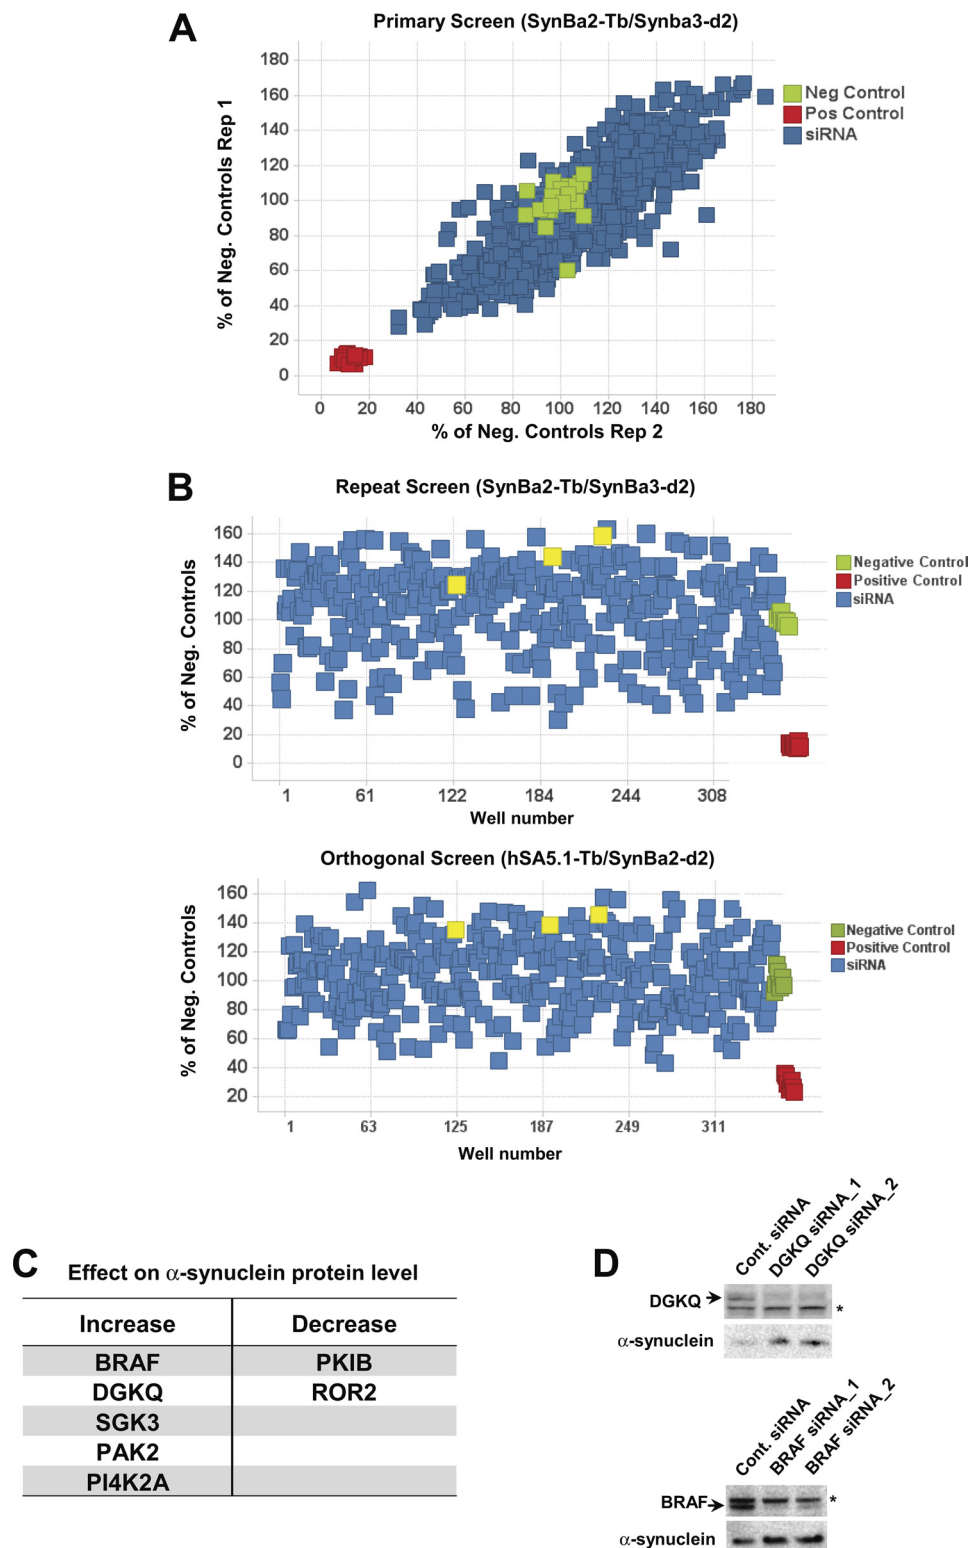 A
Primary Screen (SynBa2-Tb/Synba3-d2)
% of Neg. Controls Rep 1
180
160
140
120
100
80
60
40
20
0
0 20 40 60 80 100 120 140 160 180
% of Neg. Controls Rep 2
Neg Control
Pos Control
siRNA
B
Repeat Screen (SynBa2-Tb/SynBa3-d2)
% of Neg. Controls
160
140
120
100
80
60
40
20
0
1 61 122 184 244 308
Well number
Negative Control
Positive Control
siRNA
Orthogonal Screen (hSA5.1-Tb/SynBa2-d2)
% of Neg. Controls
160
140
120
100
80
60
40
20
1 63 125 187 249 311
Well number
Negative Control
Positive Control
siRNA
C
Effect on α-synuclein protein level
Increase Decrease
BRAF PKIB
DGKQ ROR2
SGK3
PAK2
PI4K2A
D
Cont. siRNA
DGKQ siRNA_1
DGKQ siRNA_2
DGKQ *
α-synuclein
Cont. siRNA
BRAF siRNA_1
BRAF siRNA_2
BRAF *
α-synuclein